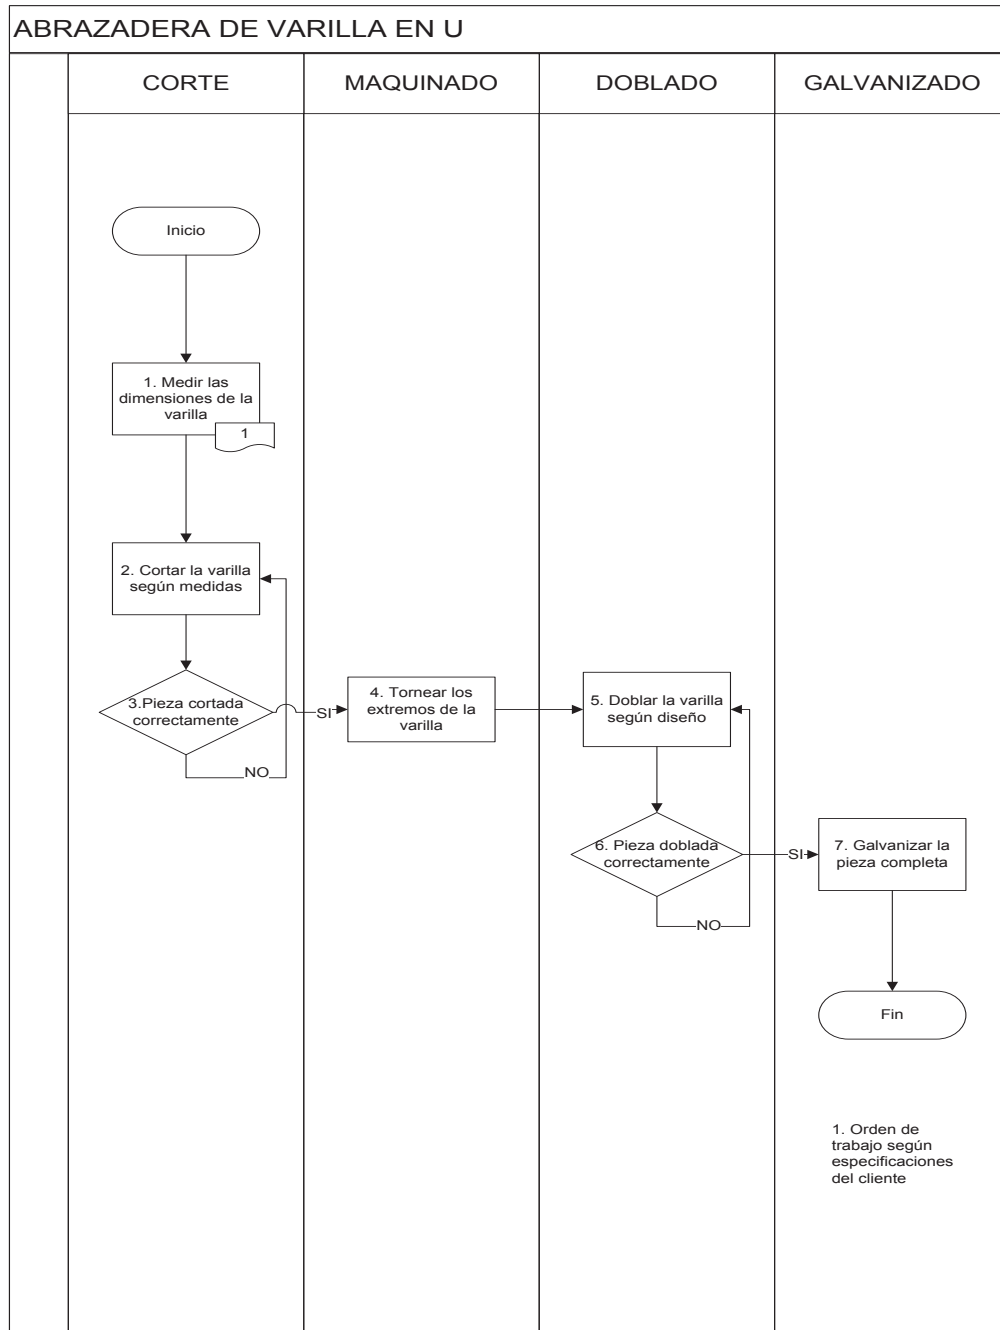 ABRAZADERA DE VARILLA EN U
CORTE
MAQUINADO
DOBLADO
GALVANIZADO
Inicio
1. Medir las
dimensiones de la
varilla
1
2. Cortar la varilla
según medidas
3.Pieza cortada
correctamente
SI
NO
4. Tornear los
extremos de la
varilla
5. Doblar la varilla
según diseño
6. Pieza doblada
correctamente
SI
NO
7. Galvanizar la
pieza completa
Fin
1. Orden de
trabajo según
especificaciones
del cliente